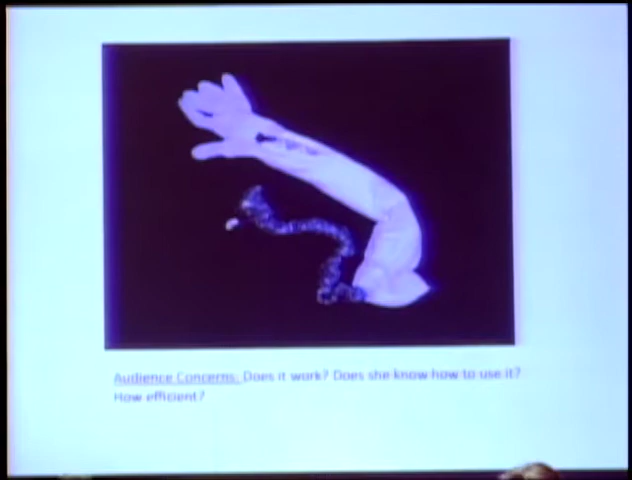 Audience Concerns: Does it work? Does she know how to use it?
How efficient?